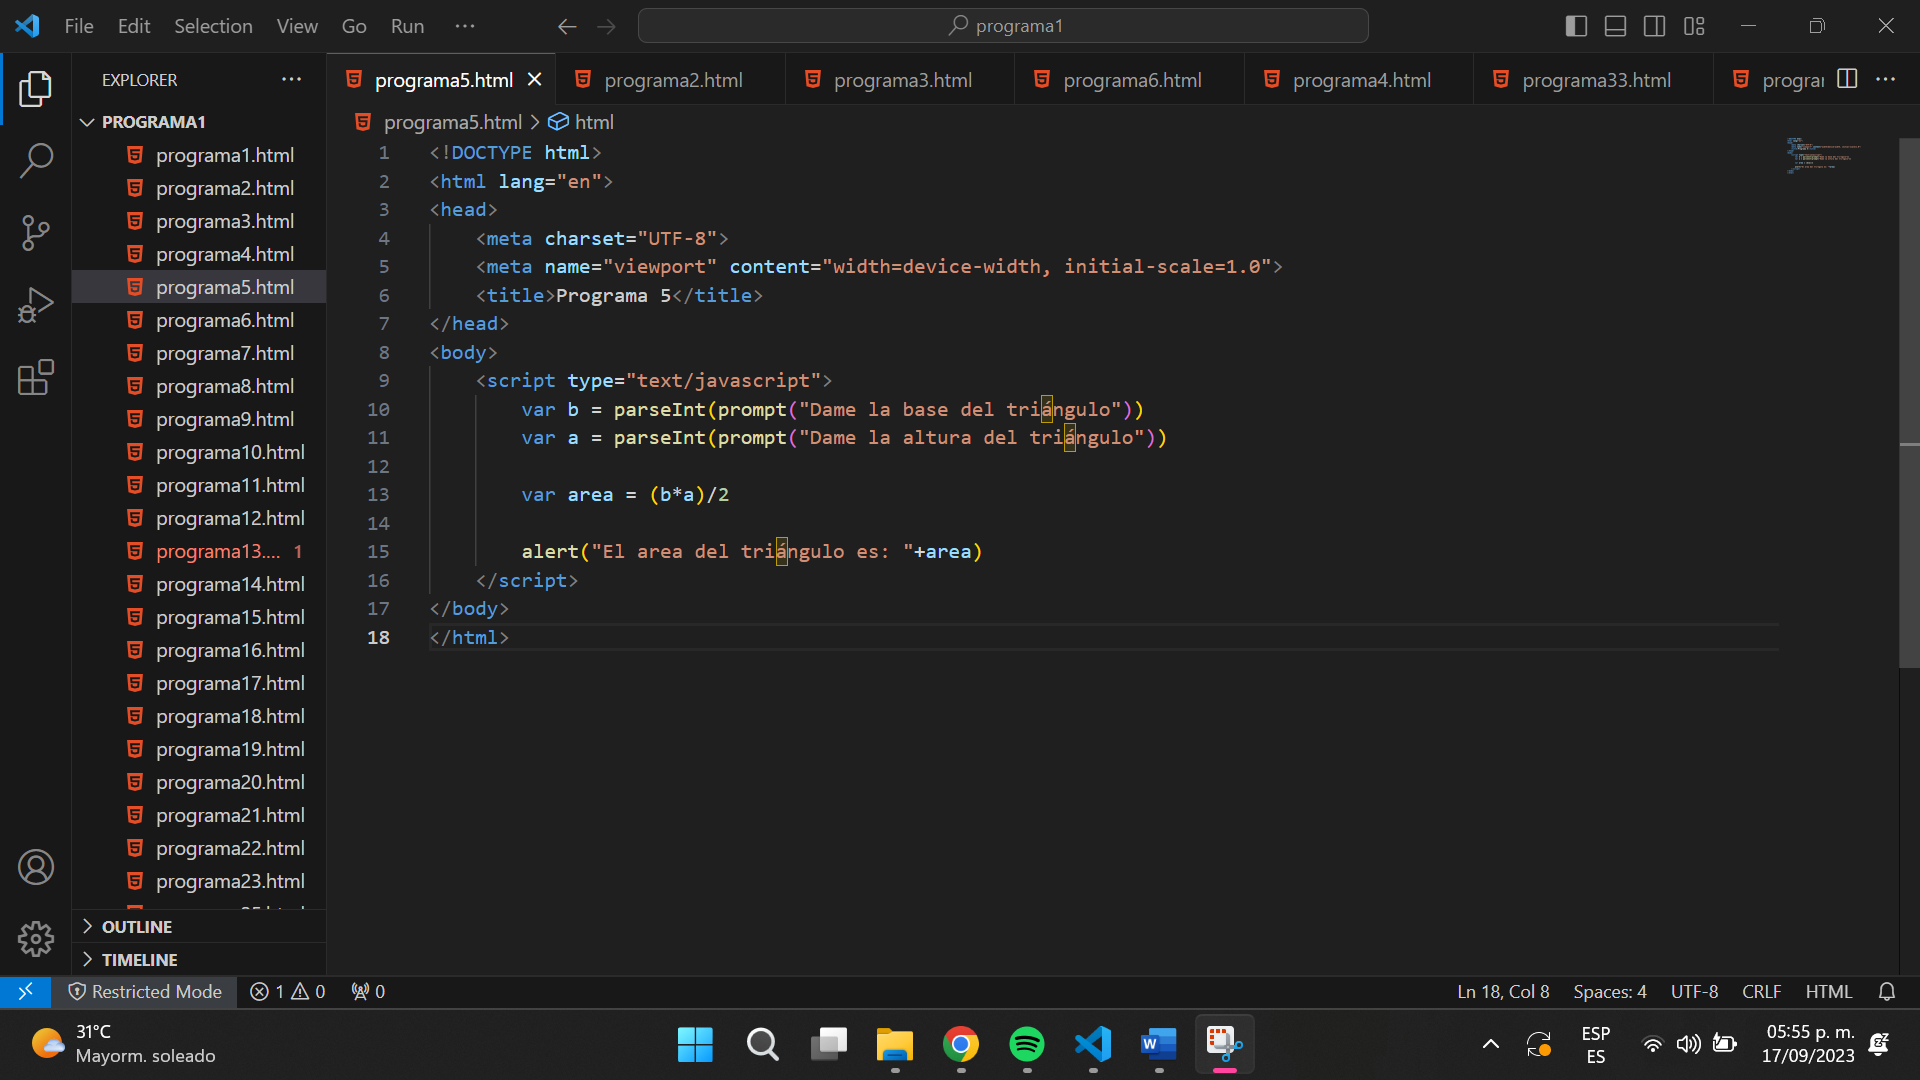 File Edit Selection View Go Run ··· programa1
EXPLORER ···
PROGRAMA1
programa1.html
programa2.html
programa3.html
programa4.html
programa5.html
programa6.html
programa7.html
programa8.html
programa9.html
programa10.html
programa11.html
programa12.html
programa13.... 1
programa14.html
programa15.html
programa16.html
programa17.html
programa18.html
programa19.html
programa20.html
programa21.html
programa22.html
programa23.html
OUTLINE
TIMELINE
programa5.html programa2.html programa3.html programa6.html programa4.html programa33.html prograr
programa5.html > html
1 <!DOCTYPE html>
2 <html lang="en">
3 <head>
4     <meta charset="UTF-8">
5     <meta name="viewport" content="width=device-width, initial-scale=1.0">
6     <title>Programa 5</title>
7 </head>
8 <body>
9     <script type="text/javascript">
10         var b = parseInt(prompt("Dame la base del triángulo"))
11         var a = parseInt(prompt("Dame la altura del triángulo"))
12
13         var area = (b*a)/2
14
15         alert("El area del triángulo es: "+area)
16     </script>
17 </body>
18 </html>
Restricted Mode 1 0 0 Ln 18, Col 8 Spaces: 4 UTF-8 CRLF HTML
31°C
Mayorm. soleado
ESP
ES
05:55 p. m.
17/09/2023